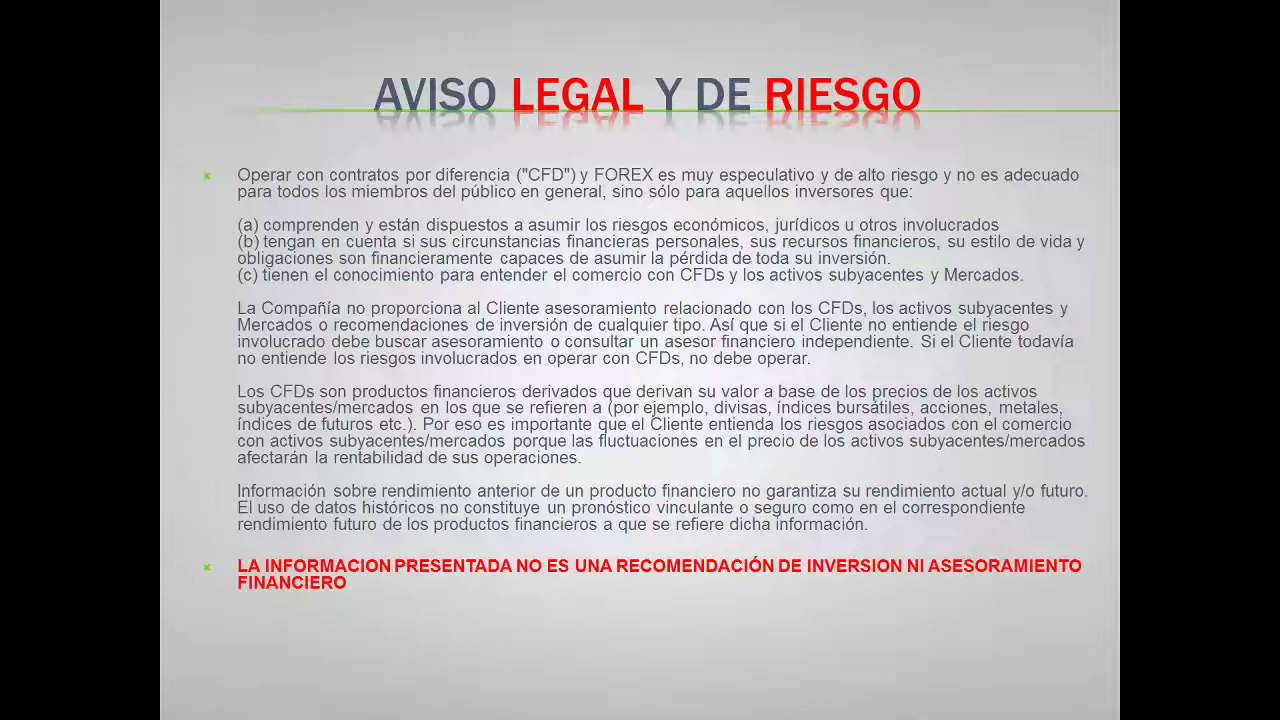 AVISO LEGAL Y DE RIESGO
Operar con contratos por diferencia ("CFD") y FOREX es muy especulativo y de alto riesgo y no es adecuado
para todos los miembros del público en general, sino sólo para aquellos inversores que:
(a) comprenden y están dispuestos a asumir los riesgos económicos, jurídicos u otros involucrados
(b) tengan en cuenta si sus circunstancias financieras personales, sus recursos financieros, su estilo de vida y
obligaciones son financieramente capaces de asumir la pérdida de toda su inversión.
(c) tienen el conocimiento para entender el comercio con CFDs y los activos subyacentes y Mercados.
La Compañía no proporciona al Cliente asesoramiento relacionado con los CFDs, los activos subyacentes y
Mercados o recomendaciones de inversión de cualquier tipo. Así que si el Cliente no entiende el riesgo
involucrado debe buscar asesoramiento o consultar un asesor financiero independiente. Si el Cliente todavía
no entiende los riesgos involucrados en operar con CFDs, no debe operar.
Los CFDs son productos financieros derivados que derivan su valor a base de los precios de los activos
subyacentes/mercados en los que se refieren a (por ejemplo, divisas, índices bursátiles, acciones, metales,
índices de futuros etc.). Por eso es importante que el Cliente entienda los riesgos asociados con el comercio
con activos subyacentes/mercados porque las fluctuaciones en el precio de los activos subyacentes/mercados
afectarán la rentabilidad de sus operaciones.
Información sobre rendimiento anterior de un producto financiero no garantiza su rendimiento actual y/o futuro.
El uso de datos históricos no constituye un pronóstico vinculante o seguro como en el correspondiente
rendimiento futuro de los productos financieros a que se refiere dicha información.
LA INFORMACION PRESENTADA NO ES UNA RECOMENDACIÓN DE INVERSION NI ASESORAMIENTO
FINANCIERO